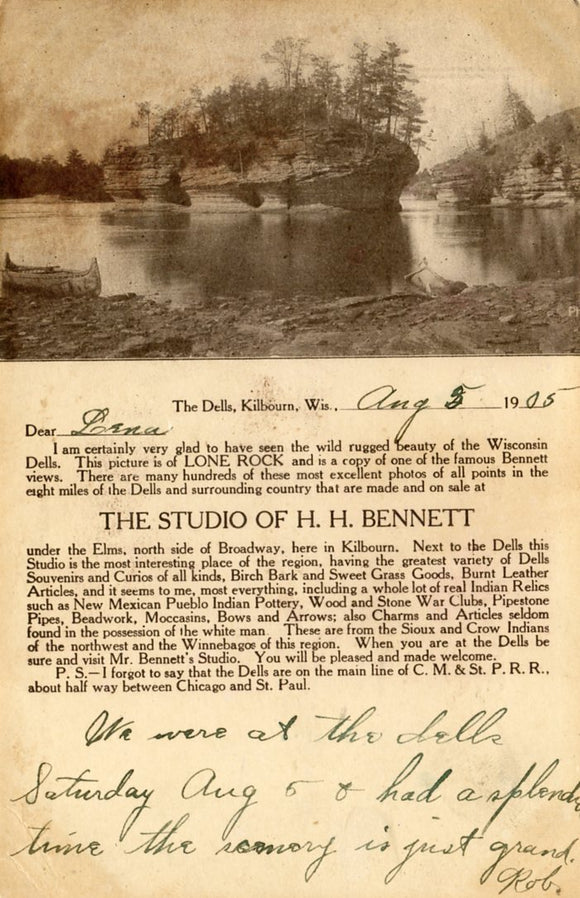 The Dells, Kilbourn, Wis., Aug 5 1905
Dear Lena
I am certainly very glad to have seen the wild rugged beauty of the Wisconsin
Dells. This picture is of LONE ROCK and is a copy of one of the famous Bennett
views. There are many hundreds of these most excellent photos of all points in the
eight miles of the Dells and surrounding country that are made and on sale at
THE STUDIO OF H. H. BENNETT
under the Elms, north side of Broadway, here in Kilbourn. Next to the Dells this
Studio is the most interesting place of the region, having the greatest variety of Dells
Souvenirs and Curios of all kinds, Birch Bark and Sweet Grass Goods, Burnt Leather
Articles, and it seems to me, most everything, including a whole lot of real Indian Relics
such as New Mexican Pueblo Indian Pottery, Wood and Stone War Clubs, Pipestone
Pipes, Beadwork, Moccasins, Bows and Arrows; also Charms and Articles seldom
found in the possession of the white man. These are from the Sioux and Crow Indians
of the northwest and the Winnebagos of this region. When you are at the Dells be
sure and visit Mr. Bennett's Studio. You will be pleased and made welcome.
P. S.—I forgot to say that the Dells are on the main line of C. M. & St. P. R. R.,
about half way between Chicago and St. Paul.
We were at the dells
Saturday Aug 5 & had a splend
time the scenery is just grand.
Rob.